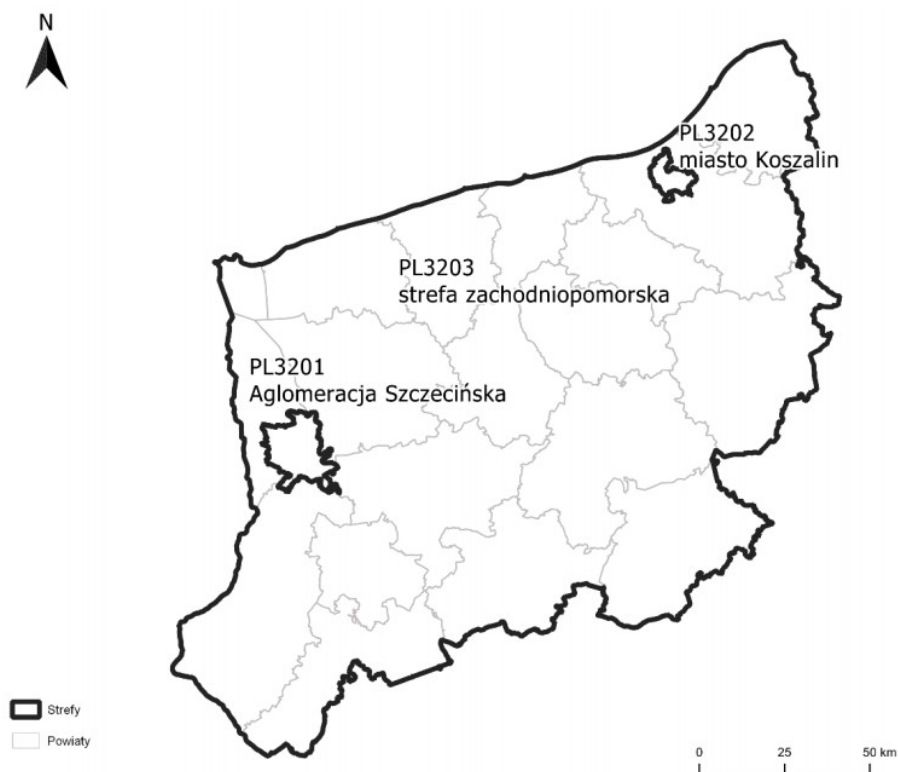 N
PL3202
miasto Koszalin
PL3203
strefa zachodniopomorska
PL3201
Aglomeracja Szczecińska
Strefy
Powiaty
0 25 50 km